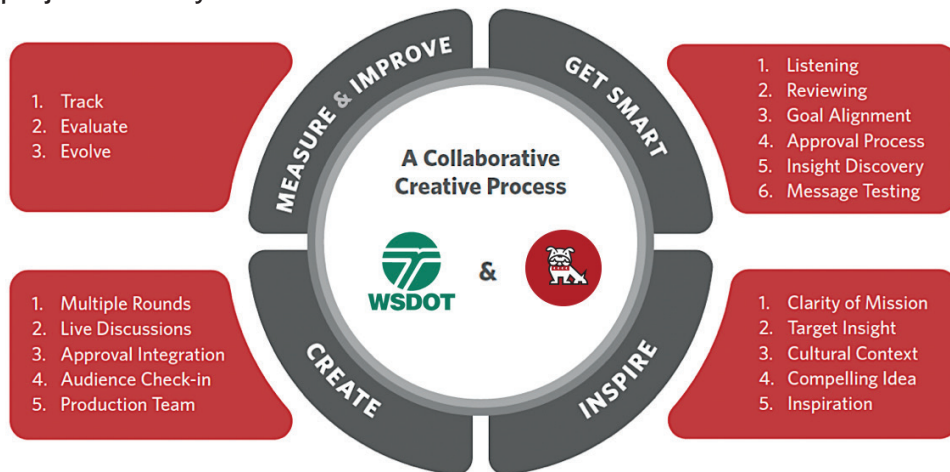 MEASURE & IMPROVE
1. Track
2. Evaluate
3. Evolve
GET SMART
1. Listening
2. Reviewing
3. Goal Alignment
4. Approval Process
5. Insight Discovery
6. Message Testing
A Collaborative
Creative Process
WSDOT
&
CREATE
1. Multiple Rounds
2. Live Discussions
3. Approval Integration
4. Audience Check-in
5. Production Team
INSPIRE
1. Clarity of Mission
2. Target Insight
3. Cultural Context
4. Compelling Idea
5. Inspiration